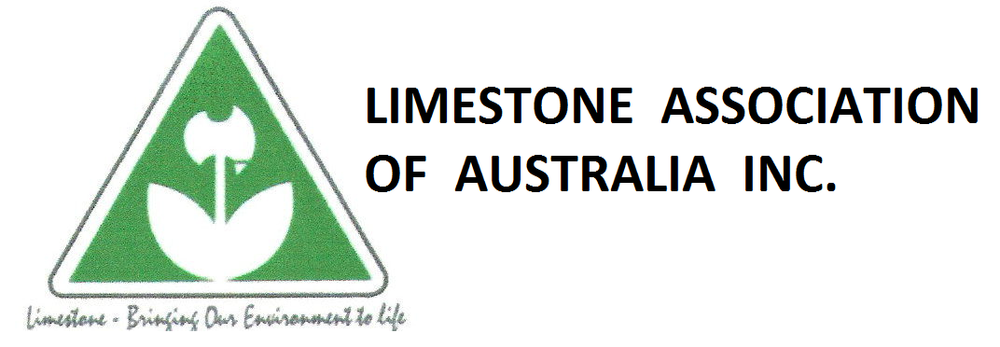 LIMESTONE ASSOCIATION
OF AUSTRALIA INC.
Limestone - Bringing Our Environment to life